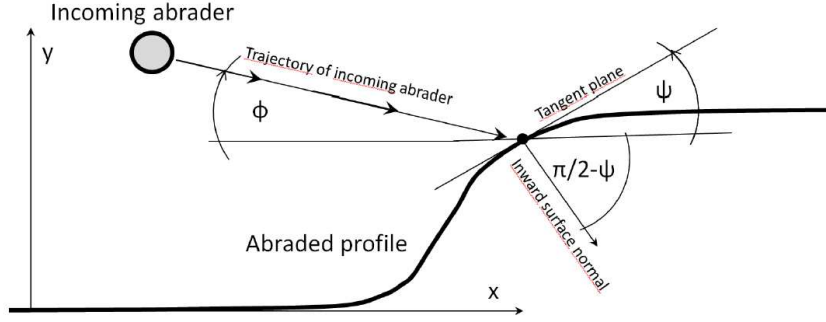 Incoming abrader
y
Trajectory of incoming abrader
ϕ
Tangent plane
ψ
π/2-ψ
Inward surface normal
Abraded profile
x